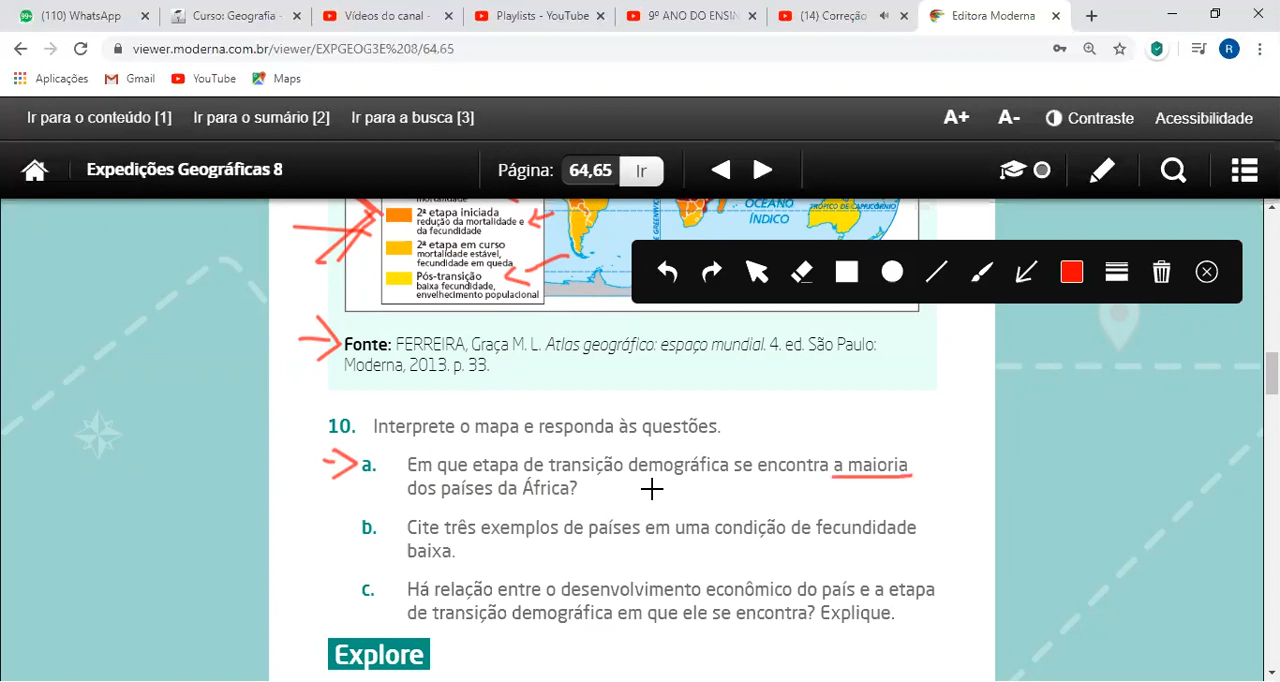 (110) WhatsApp
Curso: Geografia -
Vídeos do canal -
Playlists - YouTube
9º ANO DO ENSIN
(14) Correção
Editora Moderna
viewer.moderna.com.br/viewer/EXPGEOG3E%208/64.65
R
Aplicações
Gmail
YouTube
Maps
Ir para o conteúdo [1]
Ir para o sumário [2]
Ir para a busca [3]
A+
A-
Contraste
Acessibilidade
Expedições Geográficas 8
Página:
64,65
Ir
mortalidade
2ª etapa iniciada
redução da mortalidade e
da fecundidade
2ª etapa em curso
mortalidade estável,
fecundidade em queda
Pós-transição
baixa fecundidade,
envelhecimento populacional
OCEANO
ÍNDICO
TRÓPICO DE CAPRICÓRNIO
Fonte: FERREIRA, Graça M. L. Atlas geográfico: espaço mundial. 4. ed. São Paulo:
Moderna, 2013. p. 33.
10. Interprete o mapa e responda às questões.
a. Em que etapa de transição demográfica se encontra a maioria
dos países da África?
b. Cite três exemplos de países em uma condição de fecundidade
baixa.
c. Há relação entre o desenvolvimento econômico do país e a etapa
de transição demográfica em que ele se encontra? Explique.
Explore